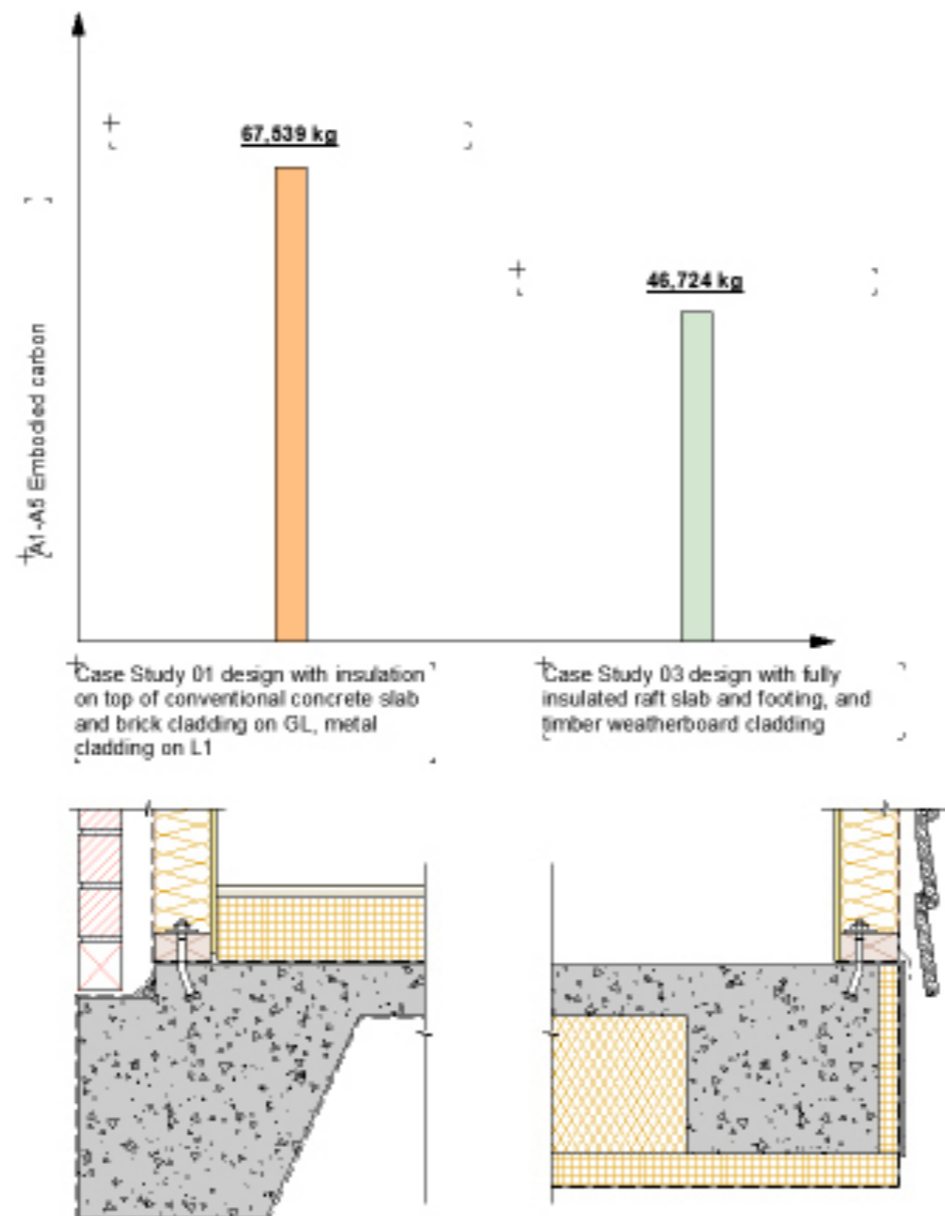 67,539 kg
46,724 kg
A1-A5 Embodied carbon
Case Study 01 design with insulation
on top of conventional concrete slab
and brick cladding on GL, metal
cladding on L1
Case Study 03 design with fully
insulated raft slab and footing, and
timber weatherboard cladding